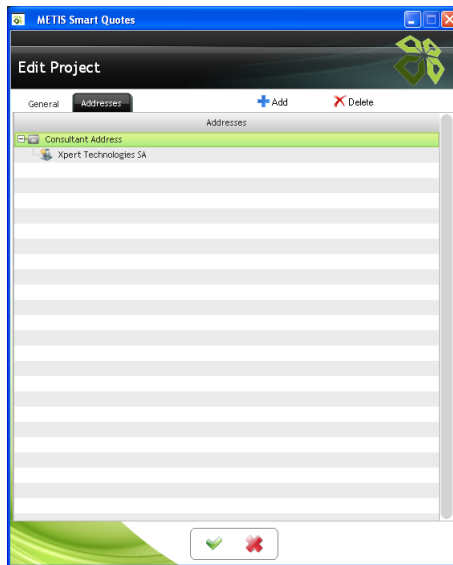 METIS Smart Quotes
Edit Project
General Addresses Add Delete
Addresses
Consultant Address
Xpert Technologies SA